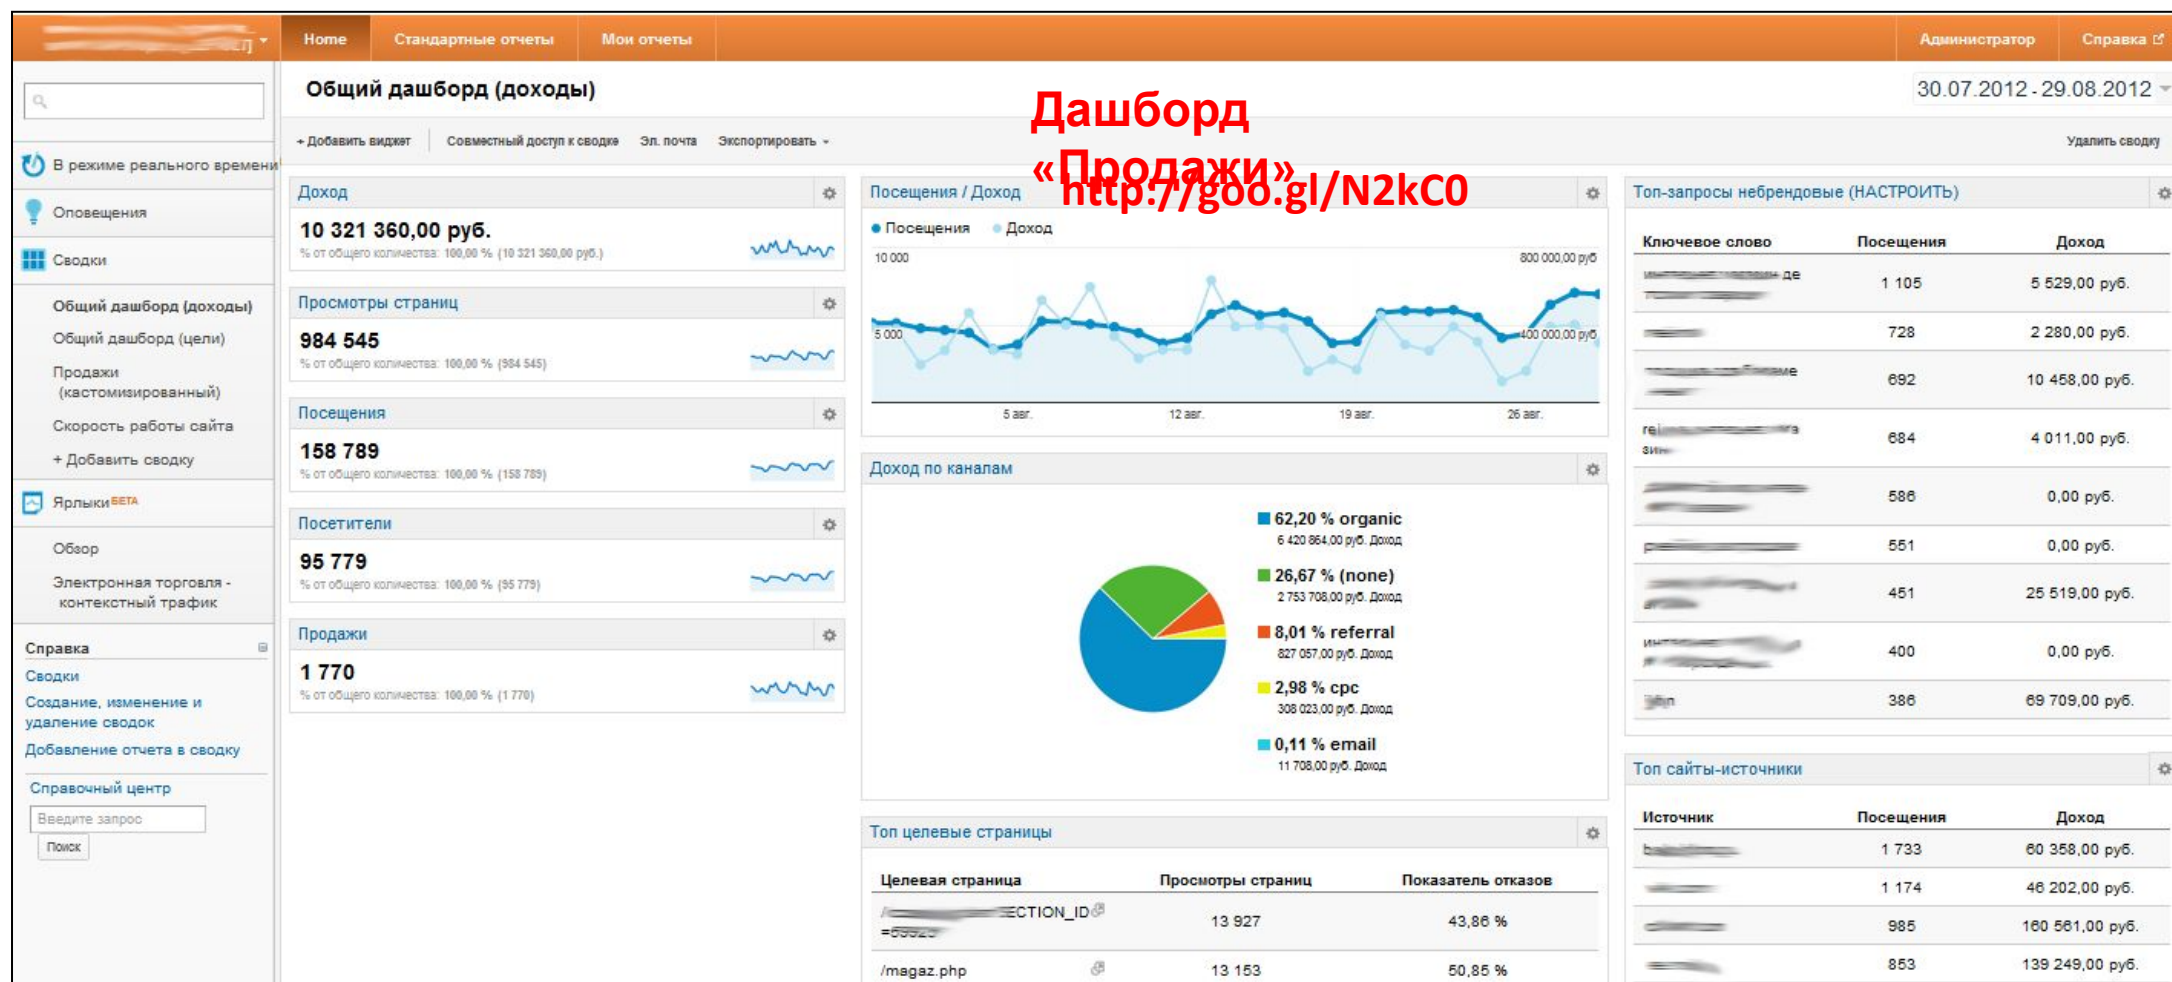 Home
Стандартные отчеты
Мои отчеты
Администратор
Справка
Общий дашборд (доходы)
30.07.2012 - 29.08.2012
Дашборд
«Продажи»
http://goo.gl/N2kC0
+ Добавить виджет
Совместный доступ к сводке
Эл. почта
Экспортировать
Удалить сводку
В режиме реального времени
Оповещения
Сводки
Общий дашборд (доходы)
Общий дашборд (цели)
Продажи
(кастомизированный)
Скорость работы сайта
+ Добавить сводку
Ярлыки БЕТА
Обзор
Электронная торговля -
контекстный трафик
Справка
Сводки
Создание, изменение и
удаление сводок
Добавление отчета в сводку
Справочный центр
Введите запрос
Поиск
Доход
10 321 360,00 руб.
% от общего количества: 100,00 % (10 321 360,00 руб.)
Просмотры страниц
984 545
% от общего количества: 100,00 % (984 545)
Посещения
158 789
% от общего количества: 100,00 % (158 789)
Посетители
95 779
% от общего количества: 100,00 % (95 779)
Продажи
1 770
% от общего количества: 100,00 % (1 770)
Посещения / Доход
Посещения
Доход
10 000
800 000,00 руб
5 000
400 000,00 руб
5 авг.
12 авг.
19 авг.
26 авг.
Доход по каналам
62,20 % organic
6 420 864,00 руб. Доход
26,67 % (none)
2 753 708,00 руб. Доход
8,01 % referral
827 057,00 руб. Доход
2,98 % cpc
308 023,00 руб. Доход
0,11 % email
11 708,00 руб. Доход
Топ целевые страницы
Целевая страница Просмотры страниц Показатель отказов
ECTION_ID
13 927 43,86 %
/magaz.php 13 153 50,85 %
Топ-запросы небрендовые (НАСТРОИТЬ)
Ключевое слово Посещения Доход
1 105 5 529,00 руб.
728 2 280,00 руб.
692 10 458,00 руб.
684 4 011,00 руб.
586 0,00 руб.
551 0,00 руб.
451 25 519,00 руб.
400 0,00 руб.
386 69 709,00 руб.
Топ сайты-источники
Источник Посещения Доход
1 733 60 358,00 руб.
1 174 46 202,00 руб.
985 160 561,00 руб.
853 139 249,00 руб.